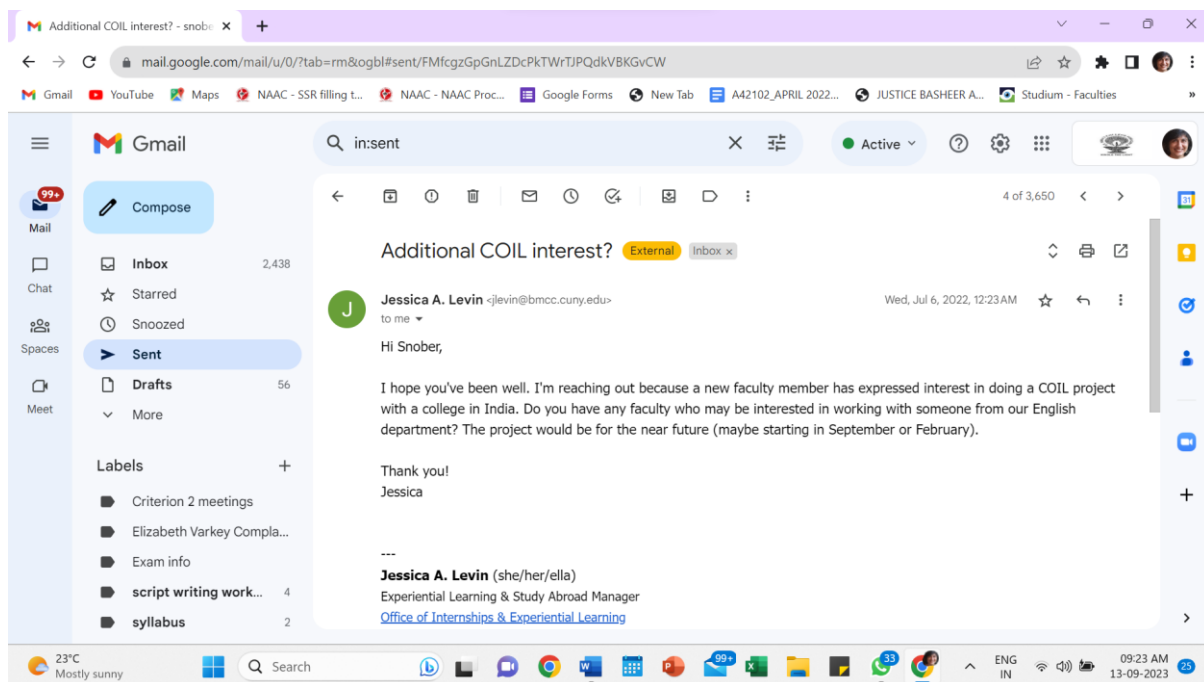 Additional COIL interest? - snobe
mail.google.com/mail/u/0/?tab=rm&ogbl#sent/FMfcgzGpGnLZDcPkTWrTJPQdkVBKGvCW
Gmail YouTube Maps NAAC - SSR filling t... NAAC - NAAC Proc... Google Forms New Tab A42102_APRIL 2022... JUSTICE BASHEER A... Studium - Faculties »
Gmail in:sent Active
99+
Mail
Compose
4 of 3,650
31
Additional COIL interest? External Inbox x
Inbox 2,438
Chat
Starred
J
Jessica A. Levin <jlevin@bmcc.cuny.edu> Wed, Jul 6, 2022, 12:23 AM
to me
Snoozed
Spaces
Hi Snober,
Sent
Drafts 56
I hope you've been well. I'm reaching out because a new faculty member has expressed interest in doing a COIL project
Meet
More
with a college in India. Do you have any faculty who may be interested in working with someone from our English
department? The project would be for the near future (maybe starting in September or February).
Labels +
Thank you!
Jessica
Criterion 2 meetings
Elizabeth Varkey Compla...
Exam info
---
script writing work... 4
Jessica A. Levin (she/her/ella)
Experiential Learning & Study Abroad Manager
syllabus 2
Office of Internships & Experiential Learning
23°C
Mostly sunny
Search
99+
33
ENG
IN
09:23 AM
13-09-2023
25